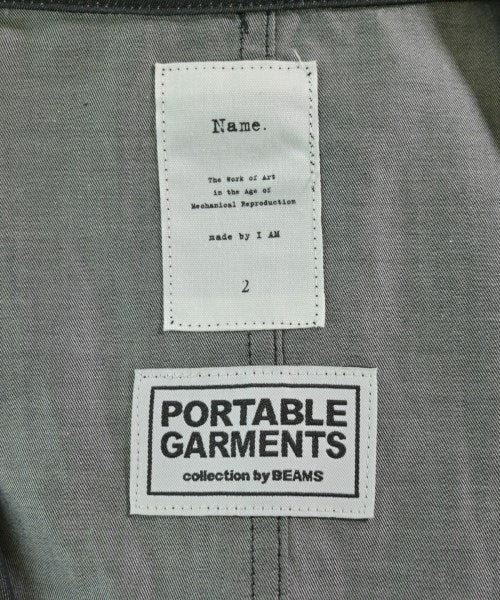 Name.
The Work of Art
in the Age of
Mechanical Reproduction
made by I AM
2
PORTABLE
GARMENTS
collection by BEAMS